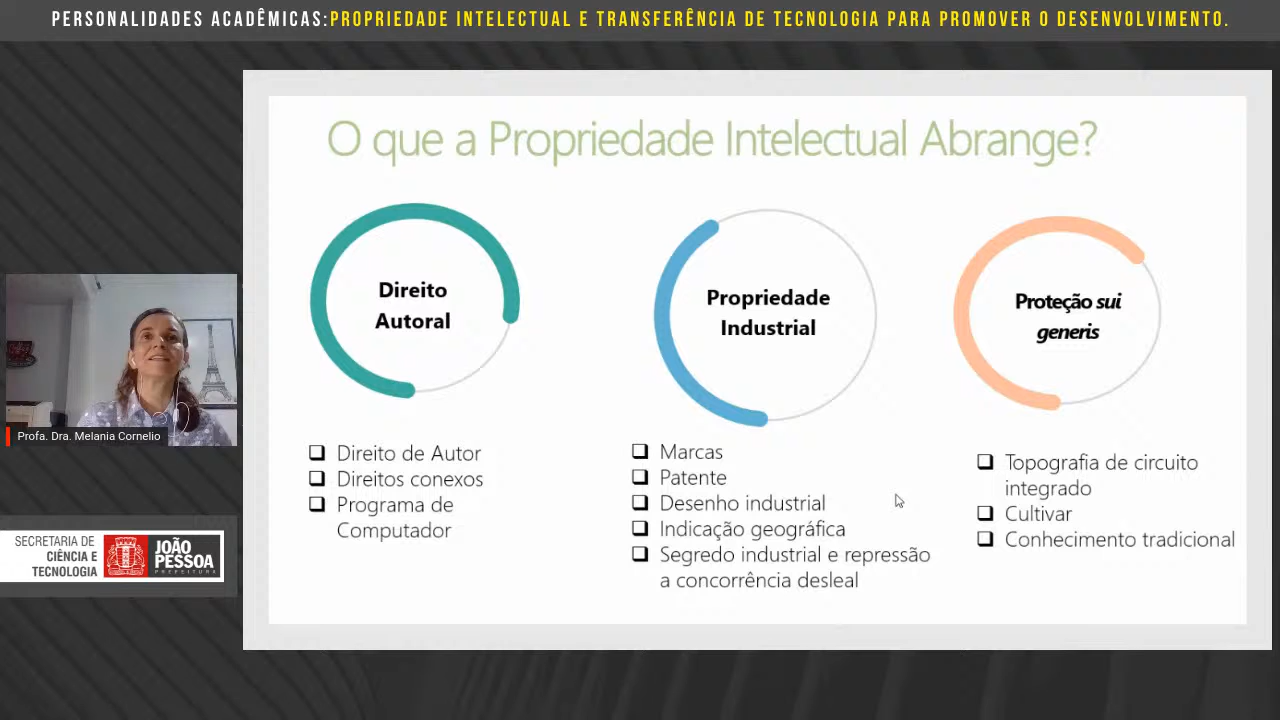 PERSONALIDADES ACADÊMICAS:PROPRIEDADE INTELECTUAL E TRANSFERÊNCIA DE TECNOLOGIA PARA PROMOVER O DESENVOLVIMENTO.
O que a Propriedade Intelectual Abrange?
Direito
Autoral
Direito de Autor
Direitos conexos
Programa de
Computador
Propriedade
Industrial
Marcas
Patente
Desenho industrial
Indicação geográfica
Segredo industrial e repressão
a concorrência desleal
Proteção sui
generis
Topografia de circuito
integrado
Cultivar
Conhecimento tradicional
Profa. Dra. Melania Cornelio
SECRETARIA DE
CIÊNCIA E
TECNOLOGIA
JOÃO
PESSOA
PREFEITURA